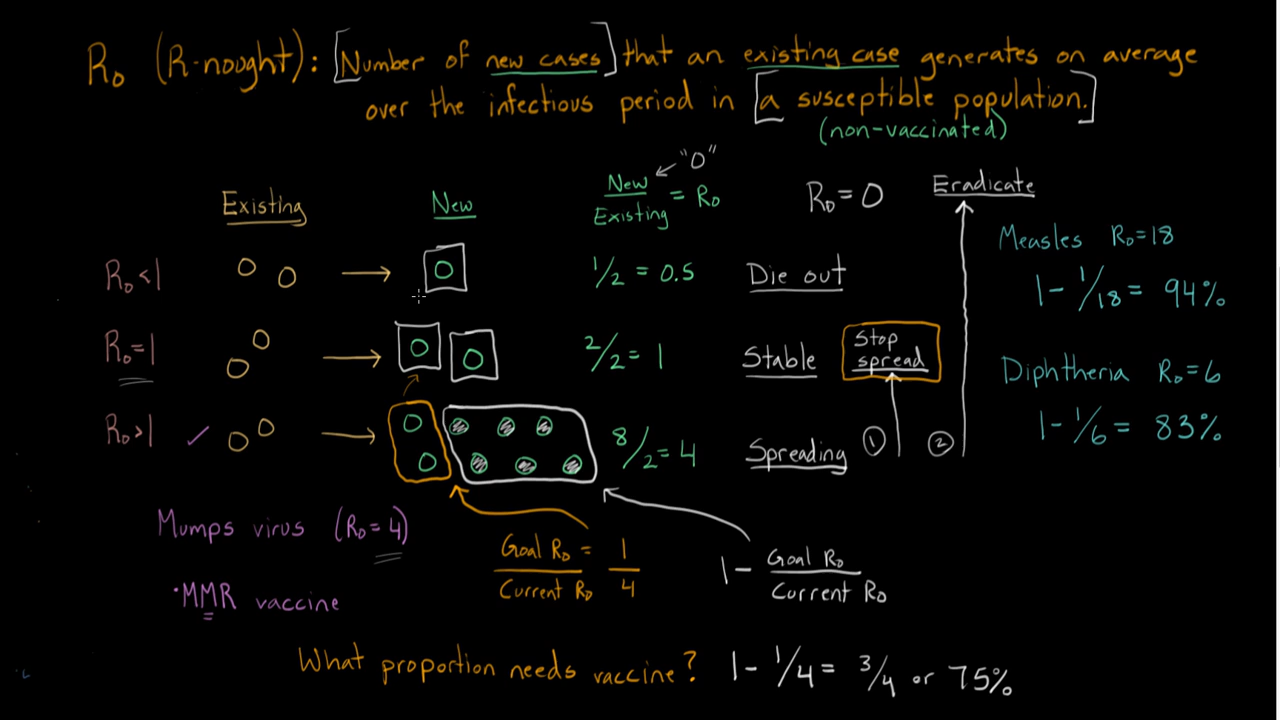 R₀ (R-nought): [Number of new cases] that an existing case generates on average
over the infectious period in [a susceptible population.]
(non-vaccinated)
"0"
Existing
New
New/Existing = R₀
R₀ = 0
Eradicate
R₀<1
1/2 = 0.5
Die out
R₀=1
2/2 = 1
Stable
Stop
spread
R₀>1
8/2 = 4
Spreading
1
2
Measles R₀=18
1 - 1/18 = 94%
Diphtheria R₀=6
1 - 1/6 = 83%
Mumps virus (R₀=4)
·MMR vaccine
Goal R₀/Current R₀ = 1/4
1 - Goal R₀/Current R₀
What proportion needs vaccine? 1 - 1/4 = 3/4 or 75%